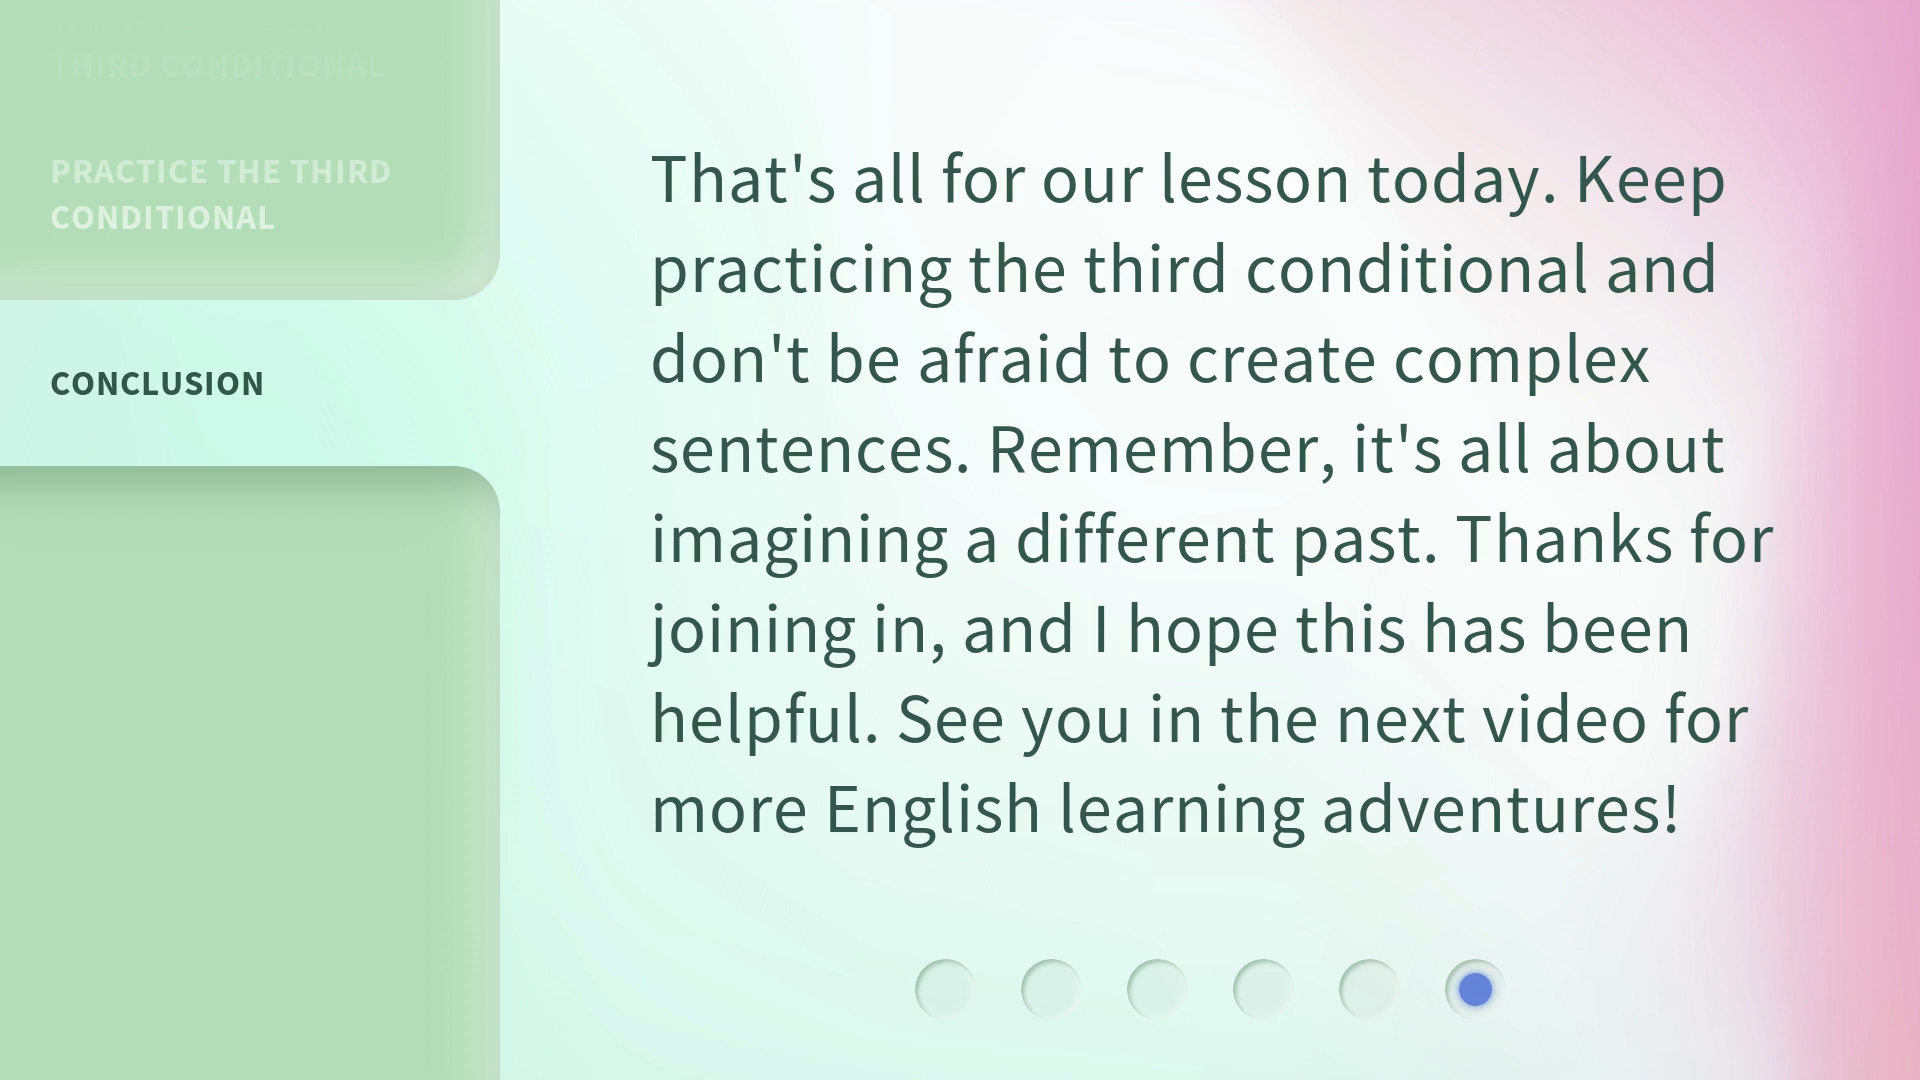 THIRD CONDITIONAL
PRACTICE THE THIRD
CONDITIONAL
CONCLUSION
That's all for our lesson today. Keep
practicing the third conditional and
don't be afraid to create complex
sentences. Remember, it's all about
imagining a different past. Thanks for
joining in, and I hope this has been
helpful. See you in the next video for
more English learning adventures!